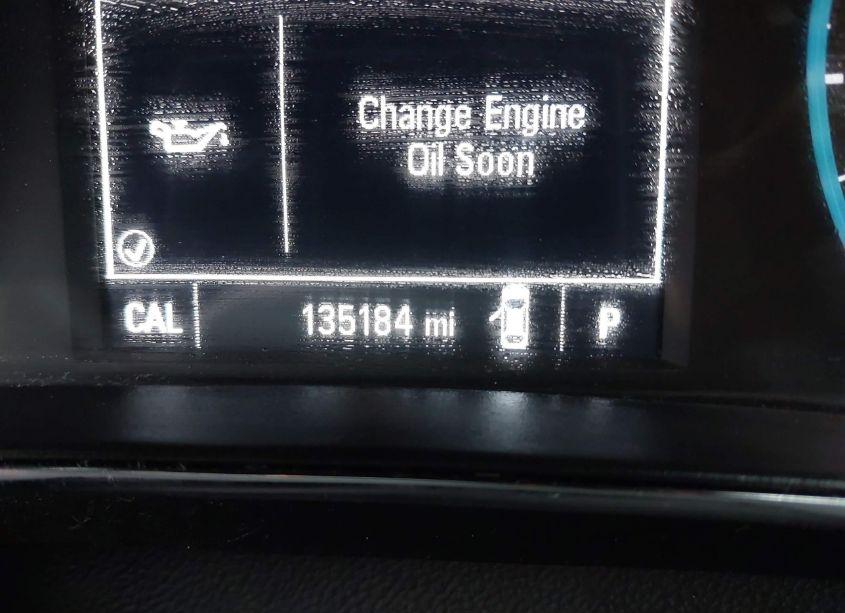 Change Engine
Oil Soon
CAL 135184 mi P